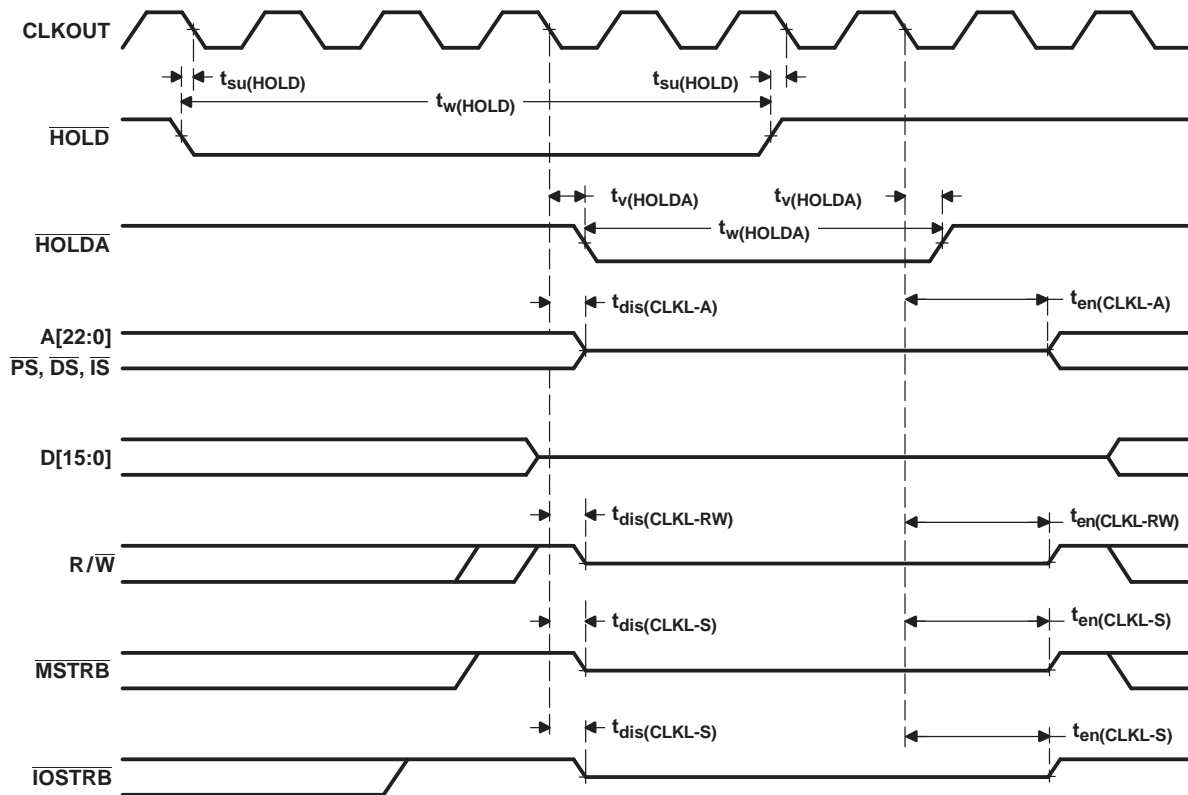 CLKOUT
tsu(HOLD)
tsu(HOLD)
tw(HOLD)
HOLD
tv(HOLDA)
tv(HOLDA)
tw(HOLDA)
HOLDA
tdis(CLKL-A)
ten(CLKL-A)
A[22:0]
PS, DS, IS
D[15:0]
tdis(CLKL-RW)
ten(CLKL-RW)
R/W
tdis(CLKL-S)
ten(CLKL-S)
MSTRB
tdis(CLKL-S)
ten(CLKL-S)
IOSTRB